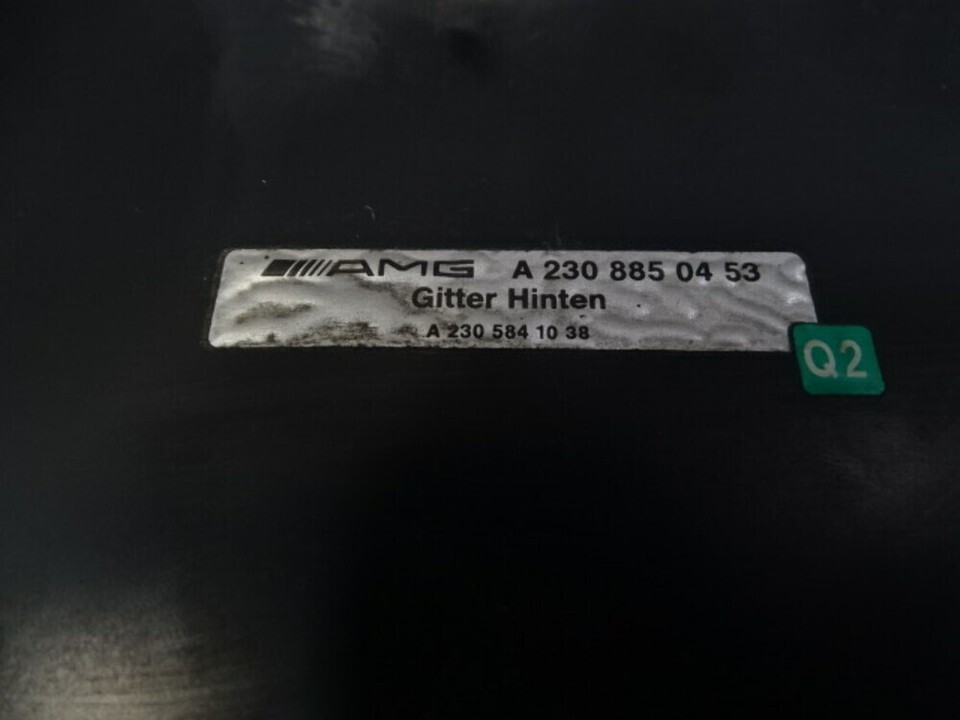 AMG A 230 885 04 53
Gitter Hinten
A 230 584 10 38
Q2